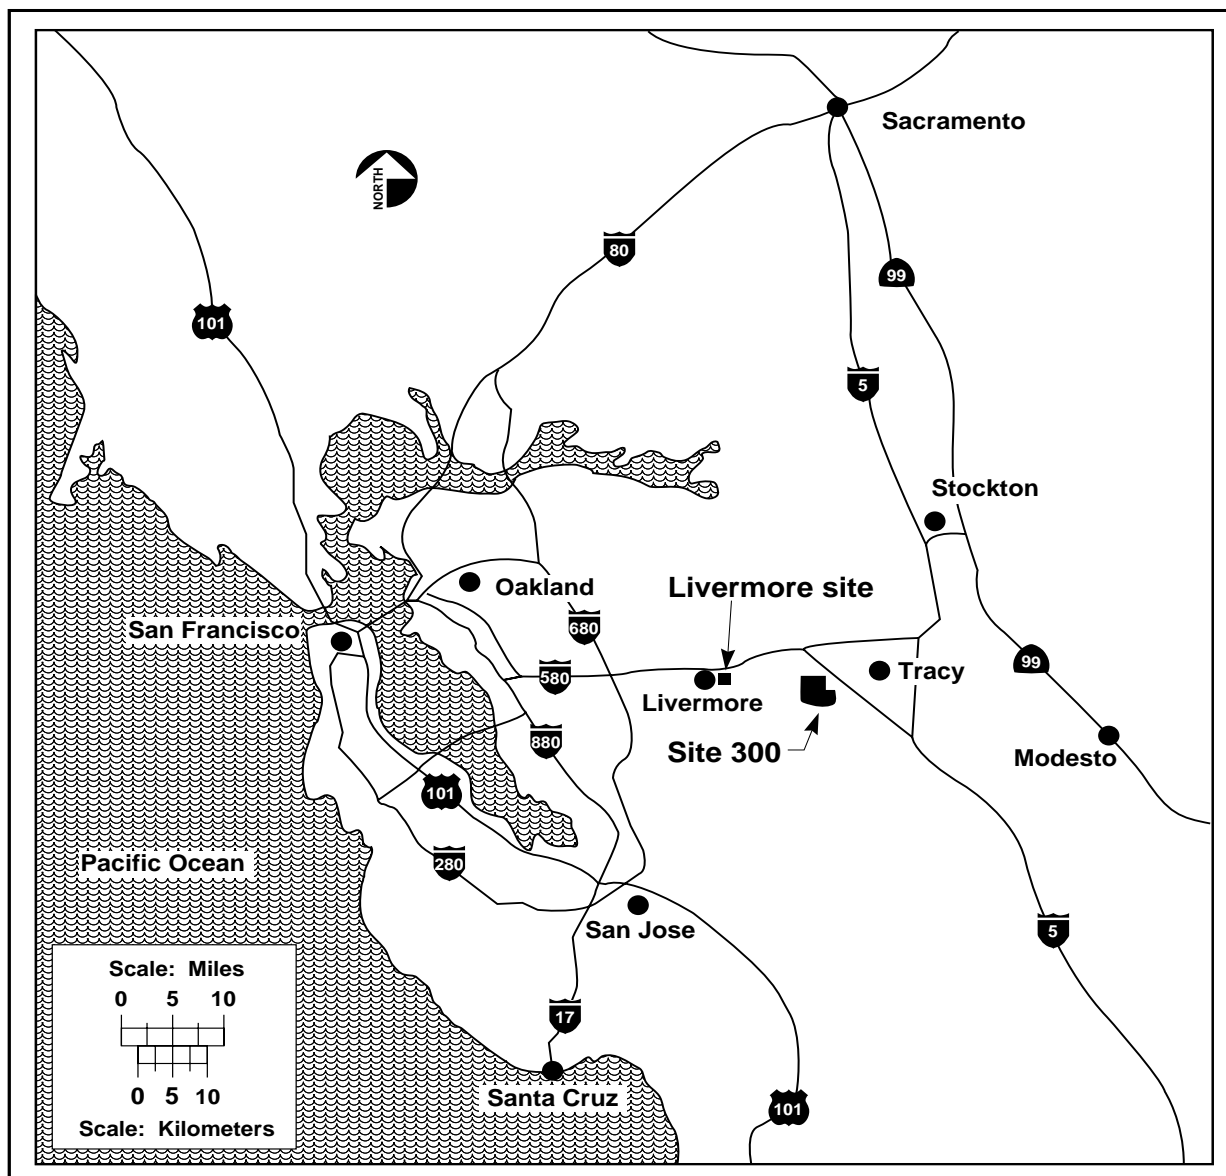 Sacramento
NORTH
80
99
101
5
Stockton
Oakland
Livermore site
San Francisco
680
580
Tracy
99
Livermore
880
Site 300
Modesto
101
Pacific Ocean
280
San Jose
5
Scale: Miles
0 5 10
17
0 5 10
Santa Cruz
101
Scale: Kilometers